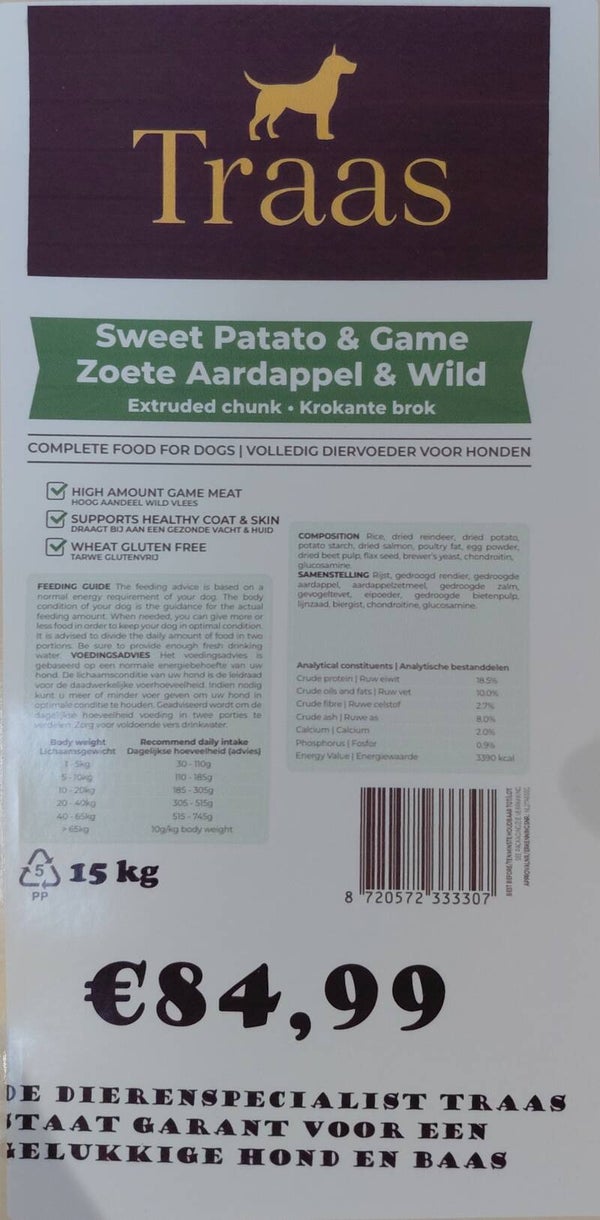 Traas
Sweet Patato & Game
Zoete Aardappel & Wild
Extruded chunk • Krokante brok
COMPLETE FOOD FOR DOGS | VOLLEDIG DIERVOEDER VOOR HONDEN
HIGH AMOUNT GAME MEAT
HOOG AANDEEL WILD VLEES
SUPPORTS HEALTHY COAT & SKIN
DRAAGT BIJ AAN EEN GEZONDE VACHT & HUID
WHEAT GLUTEN FREE
TARWE GLUTENVRIJ
FEEDING GUIDE The feeding advice is based on a
normal energy requirement of your dog. The body
condition of your dog is the guidance for the actual
feeding amount. When needed, you can give more or
less food in order to keep your dog in optimal condition.
It is advised to divide the daily amount of food in two
portions. Be sure to provide enough fresh drinking
water. VOEDINGSADVIES Het voedingsadvies is
gebaseerd op een normale energiebehoefte van uw
hond. De lichaamsconditie van uw hond is de leidraad
voor de daadwerkelijke voerhoeveelheid. Indien nodig
kunt u meer of minder voer geven om uw hond in
optimale conditie te houden. Geadviseerd wordt om de
dagelijkse hoeveelheid voeding in twee porties te
verdelen. Zorg voor voldoende vers drinkwater.
Body weight Recommend daily intake
Lichaamsgewicht Dagelijkse hoeveelheid (advies)
1 - 5kg 30 - 110g
5 - 10kg 110 - 185g
10 - 20kg 185 - 305g
20 - 40kg 305 - 515g
40 - 65kg 515 - 745g
> 65kg 10g/kg body weight
COMPOSITION Rice, dried reindeer, dried potato,
potato starch, dried salmon, poultry fat, egg powder,
dried beet pulp, flax seed, brewer's yeast, chondroitin,
glucosamine.
SAMENSTELLING Rijst, gedroogd rendier, gedroogde
aardappel, aardappelzetmeel, gedroogde zalm,
gevogeltevet, eipoeder, gedroogde bietenpulp,
lijnzaad, biergist, chondroitine, glucosamine.
Analytical constituents | Analytische bestanddelen
Crude protein | Ruw eiwit 18.5%
Crude oils and fats | Ruw vet 10.0%
Crude fibre | Ruwe celstof 2.7%
Crude ash | Ruwe as 8.0%
Calcium | Calcium 2.0%
Phosphorus | Fosfor 0.9%
Energy Value | Energiewaarde 3390 kcal
8 720572 333307
5
PP
15 kg
€84,99
DE DIERENSPECIALIST TRAAS
STAAT GARANT VOOR EEN
GELUKKIGE HOND EN BAAS